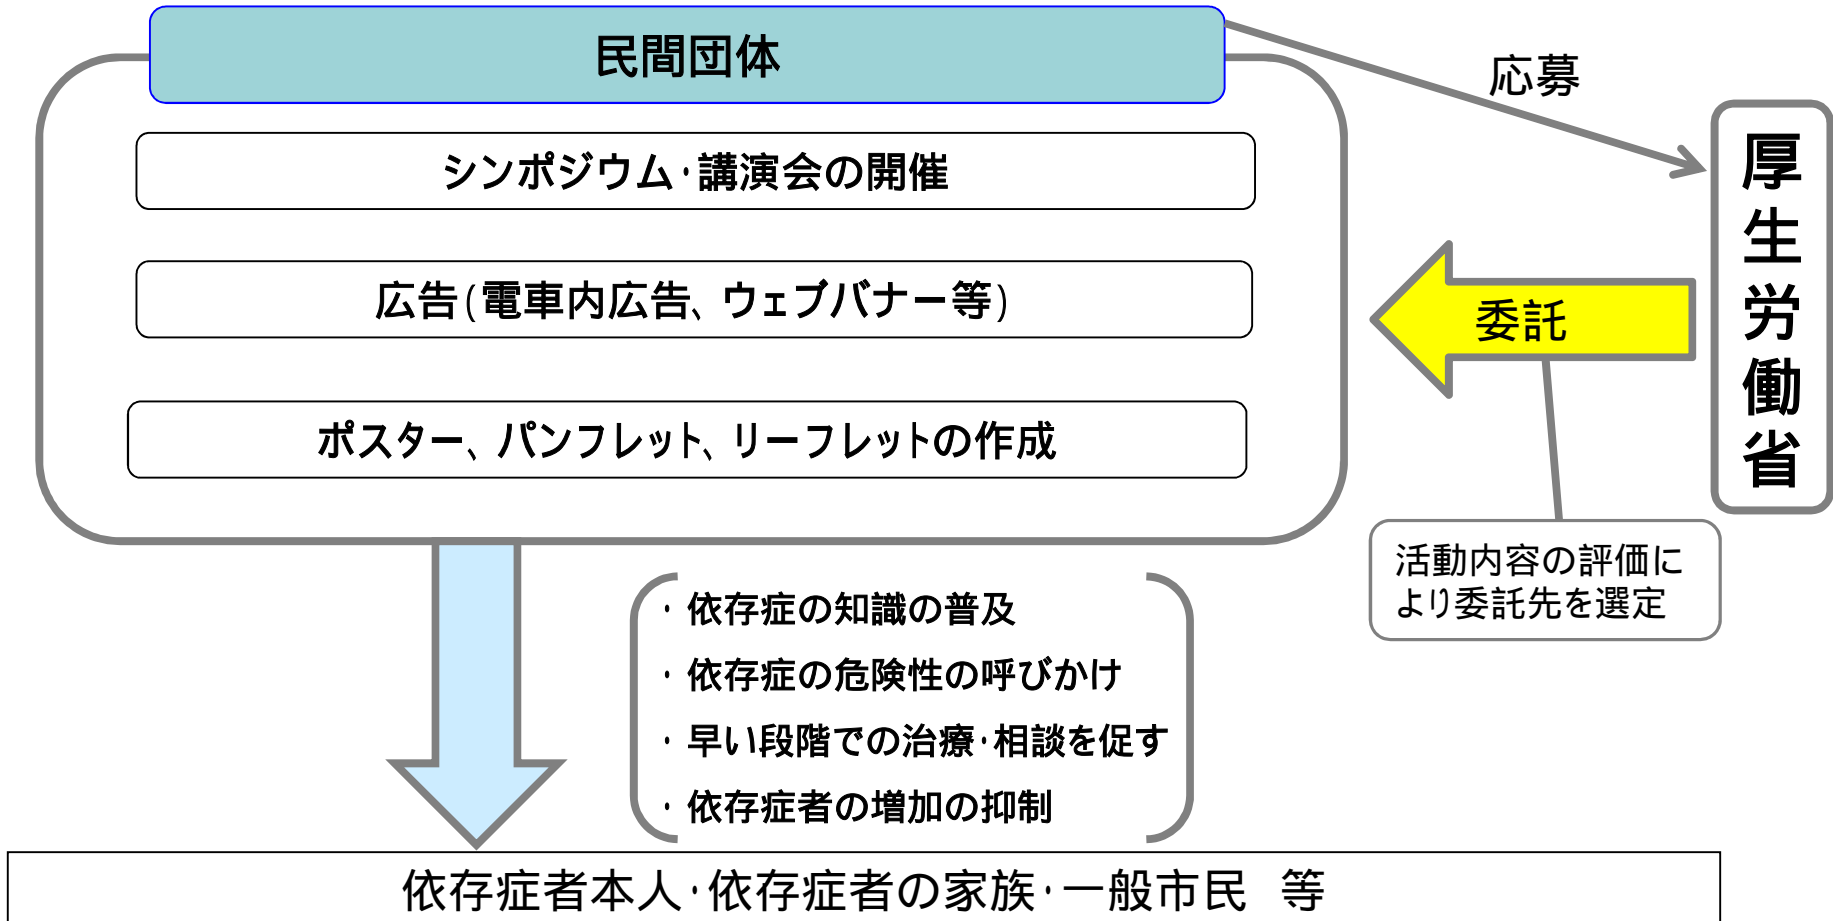 民間団体
応募
シンポジウム・講演会の開催
広告(電車内広告、ウェブバナー等)
ポスター、パンフレット、リーフレットの作成
厚生労働省
委託
活動内容の評価に
より委託先を選定
・依存症の知識の普及
・依存症の危険性の呼びかけ
・早い段階での治療・相談を促す
・依存症者の増加の抑制
依存症者本人・依存症者の家族・一般市民　等